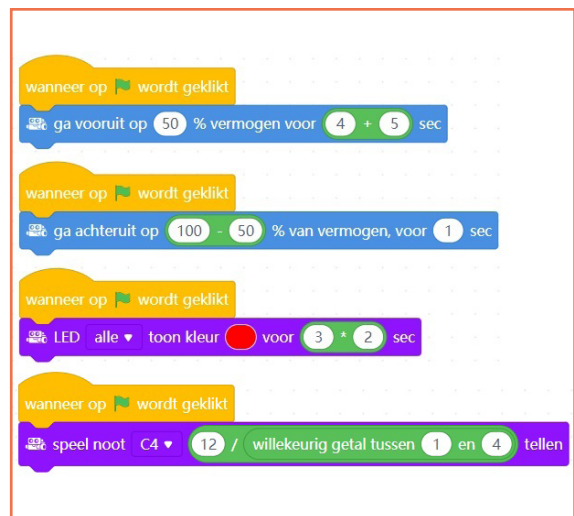 wanneer op wordt geklikt
ga vooruit op 50 % vermogen voor 4 + 5 sec
wanneer op wordt geklikt
ga achteruit op 100 - 50 % van vermogen, voor 1 sec
wanneer op wordt geklikt
LED alle toon kleur voor 3 * 2 sec
wanneer op wordt geklikt
speel noot C4 12 / willekeurig getal tussen 1 en 4 tellen